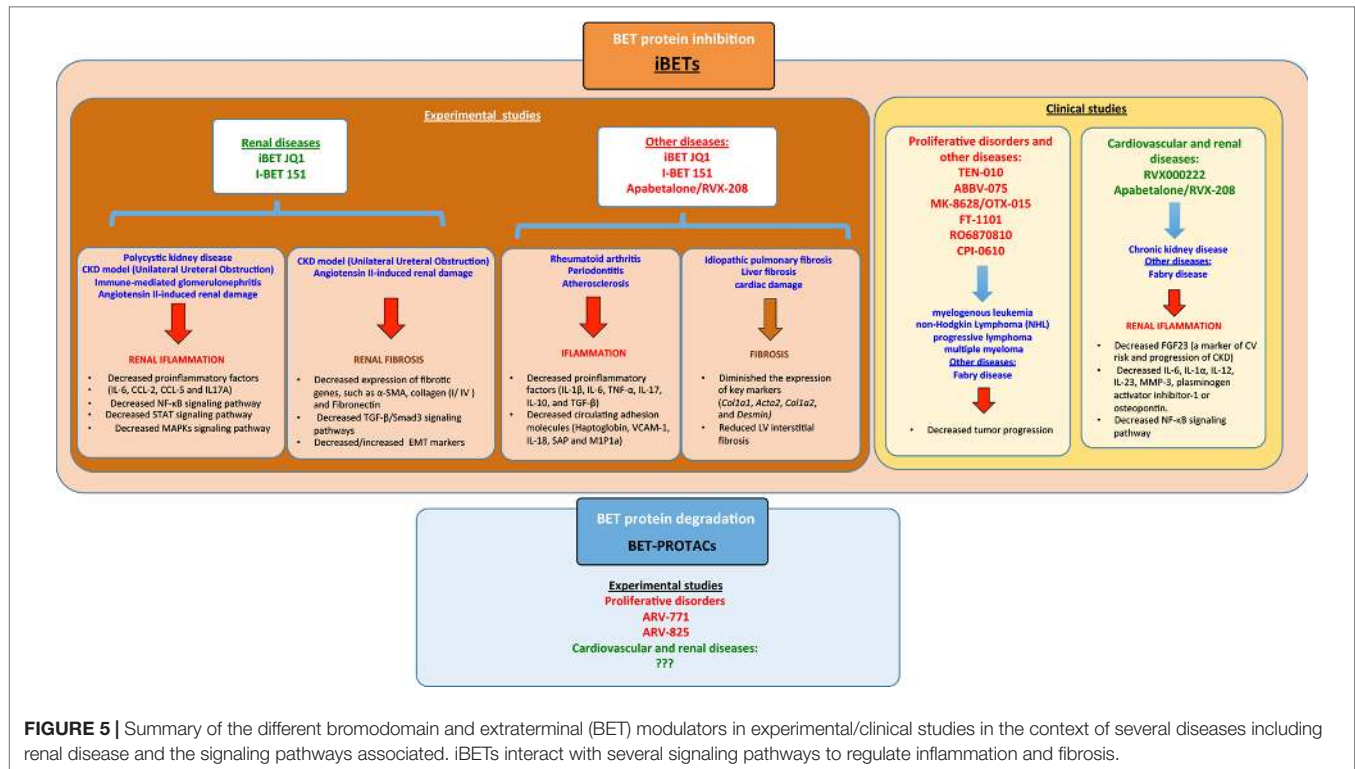 BET protein inhibition
iBETs
Experimental studies
Renal diseases
iBET JQ1
I-BET 151
Other diseases:
iBET JQ1
I-BET 151
Apabetalone/RVX-208
Polycystic kidney disease
CKD model (Unilateral Ureteral Obstruction)
Immune-mediated glomerulonephritis
Angiotensin II-induced renal damage
RENAL IFLAMMATION
• Decreased proinflammatory factors
• (IL-6, CCL-2, CCL-5 and IL17A)
• Decreased NF-κB signaling pathway
• Decreased STAT signaling pathway
• Decreased MAPKs signaling pathway
CKD model (Unilateral Ureteral Obstruction)
Angiotensin II-induced renal damage
RENAL FIBROSIS
• Decreased expression of fibrotic
genes, such as α-SMA, collagen (I/ IV )
and Fibronectin
• Decreased TGF-β/Smad3 signaling
pathways
• Decreased/increased EMT markers
Rheumatoid arthritis
Periodontitis
Atherosclerosis
IFLAMMATION
• Decreased proinflammatory
factors (IL-1β, IL-6, TNF-α, IL-17,
IL-10, and TGF-β)
• Decreased circulating adhesion
molecules (Haptoglobin, VCAM-1,
IL-18, SAP and M1P1a)
Idiopathic pulmonary fibrosis
Liver fibrosis
cardiac damage
FIBROSIS
• Diminished the expression of
key markers
(Col1a1, Acta2, Col1a2,
and Desmin)
• Reduced LV interstitial
fibrosis
Clinical studies
Proliferative disorders and
other diseases:
TEN-010
ABBV-075
MK-8628/OTX-015
FT-1101
RO6870810
CPI-0610
myelogenous leukemia
non-Hodgkin Lymphoma (NHL)
progressive lymphoma
multiple myeloma
Other diseases:
Fabry disease
• Decreased tumor progression
Cardiovascular and renal
diseases:
RVX000222
Apabetalone/RVX-208
Chronic kidney disease
Other diseases:
Fabry disease
RENAL IFLAMMATION
• Decreased FGF23 (a marker of CV
risk and progression of CKD)
• Decreased IL-6, IL-1α, IL-12,
IL-23, MMP-3, plasminogen
activator inhibitor-1 or
osteopontin.
• Decreased NF-κB signaling
pathway
BET protein degradation
BET-PROTACs
Experimental studies
Proliferative disorders
ARV-771
ARV-825
Cardiovascular and renal diseases:
???
FIGURE 5 | Summary of the different bromodomain and extraterminal (BET) modulators in experimental/clinical studies in the context of several diseases including
renal disease and the signaling pathways associated. iBETs interact with several signaling pathways to regulate inflammation and fibrosis.